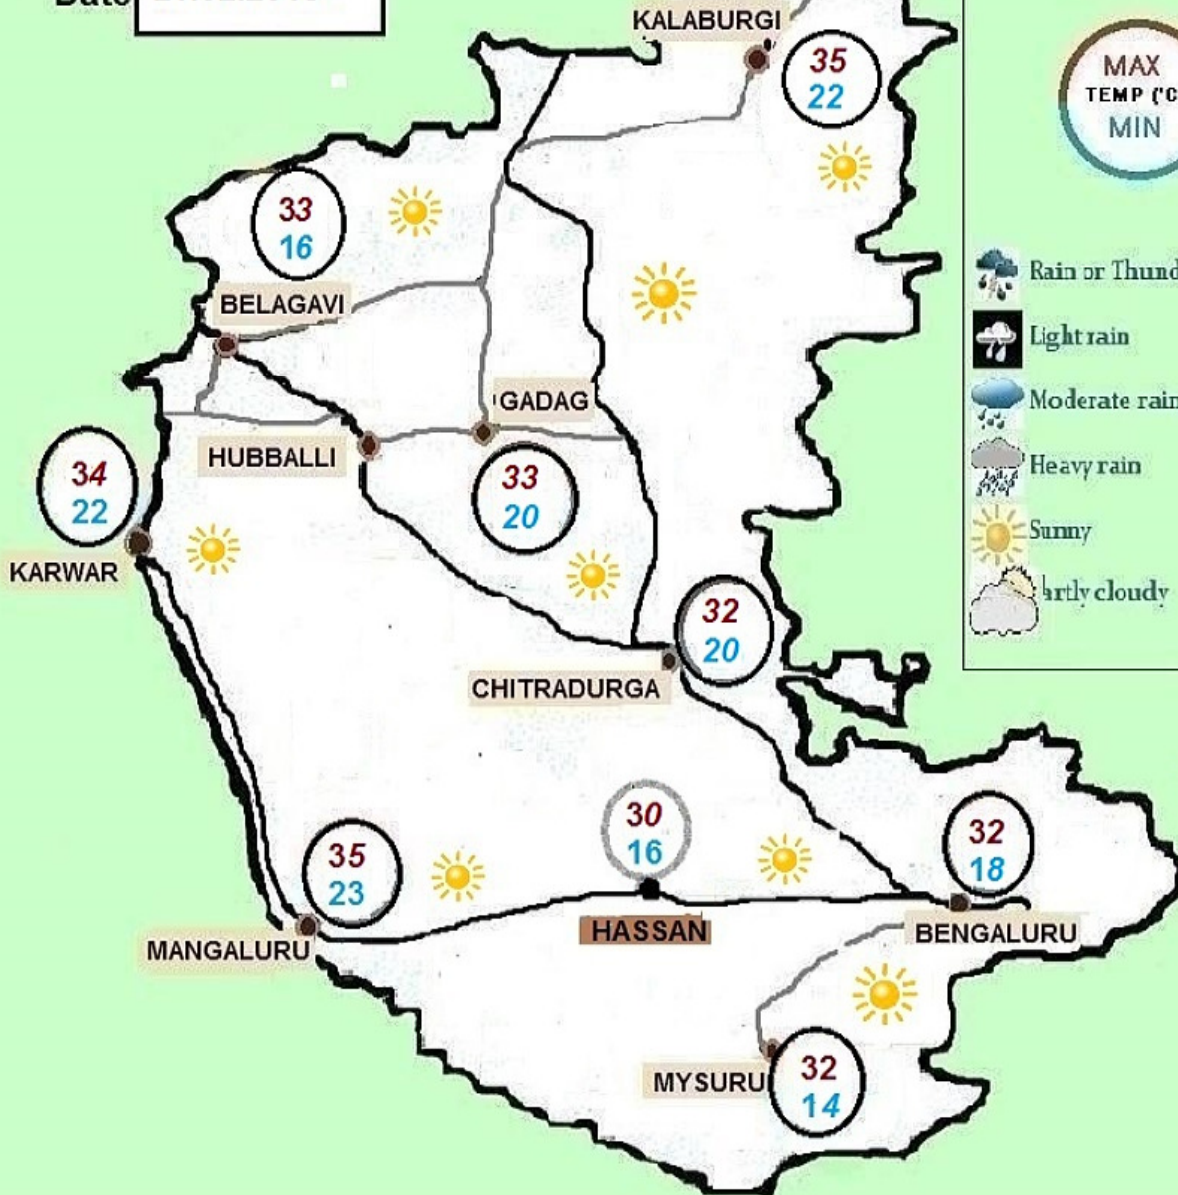 KALABURGI
35
22
MAX
TEMP (°C
MIN
33
16
BELAGAVI
Rain or Thund
Light rain
Moderate rain
Heavy rain
Sunny
artly cloudy
GADAG
HUBBALLI
33
20
34
22
KARWAR
32
20
CHITRADURGA
30
16
HASSAN
35
23
MANGALURU
32
18
BENGALURU
MYSURU
32
14